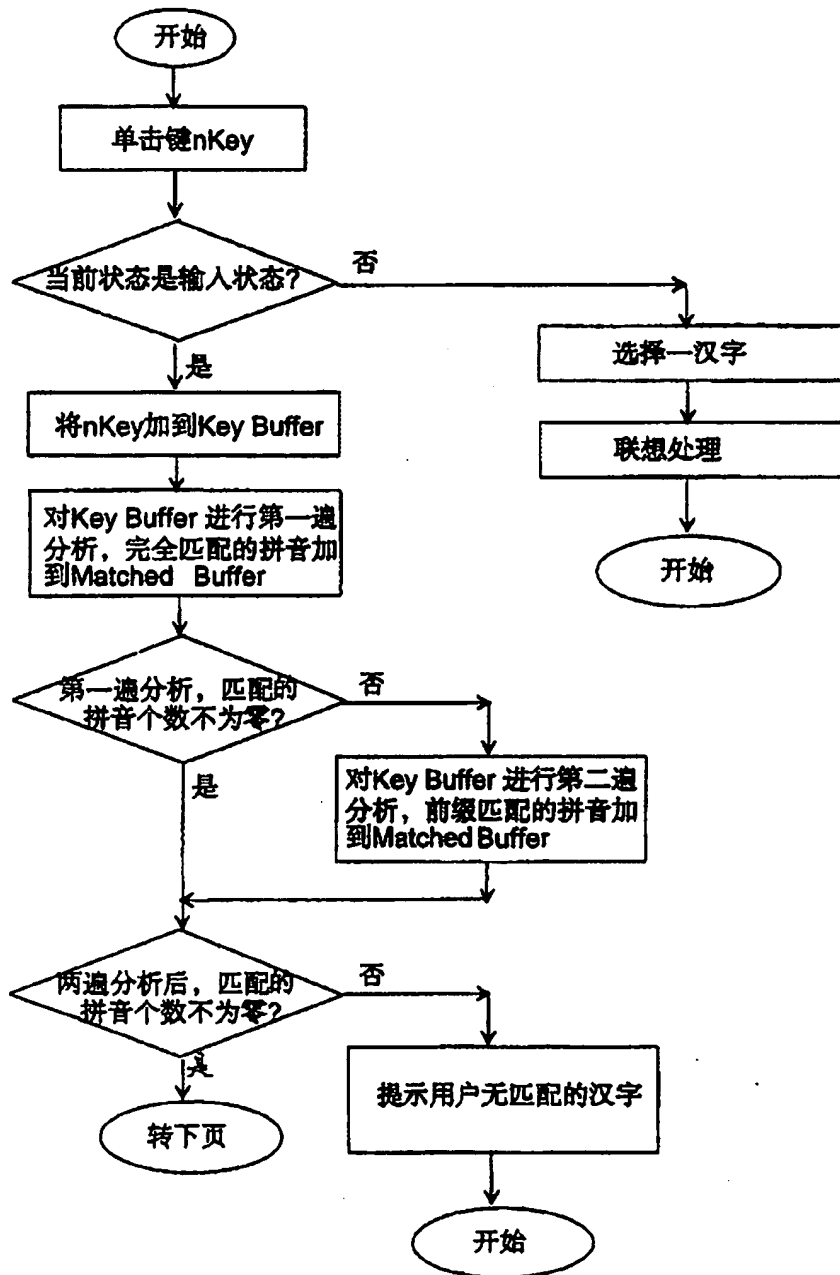 开始
单击键nKey
当前状态是输入状态?
否
选择一汉字
是
将nKey加到Key Buffer
联想处理
对Key Buffer 进行第一遍
分析，完全匹配的拼音加
到Matched Buffer
开始
第一遍分析，匹配的
拼音个数不为零?
否
是
对Key Buffer 进行第二遍
分析，前缀匹配的拼音加
到Matched Buffer
两遍分析后，匹配的
拼音个数不为零?
否
是
提示用户无匹配的汉字
转下页
开始